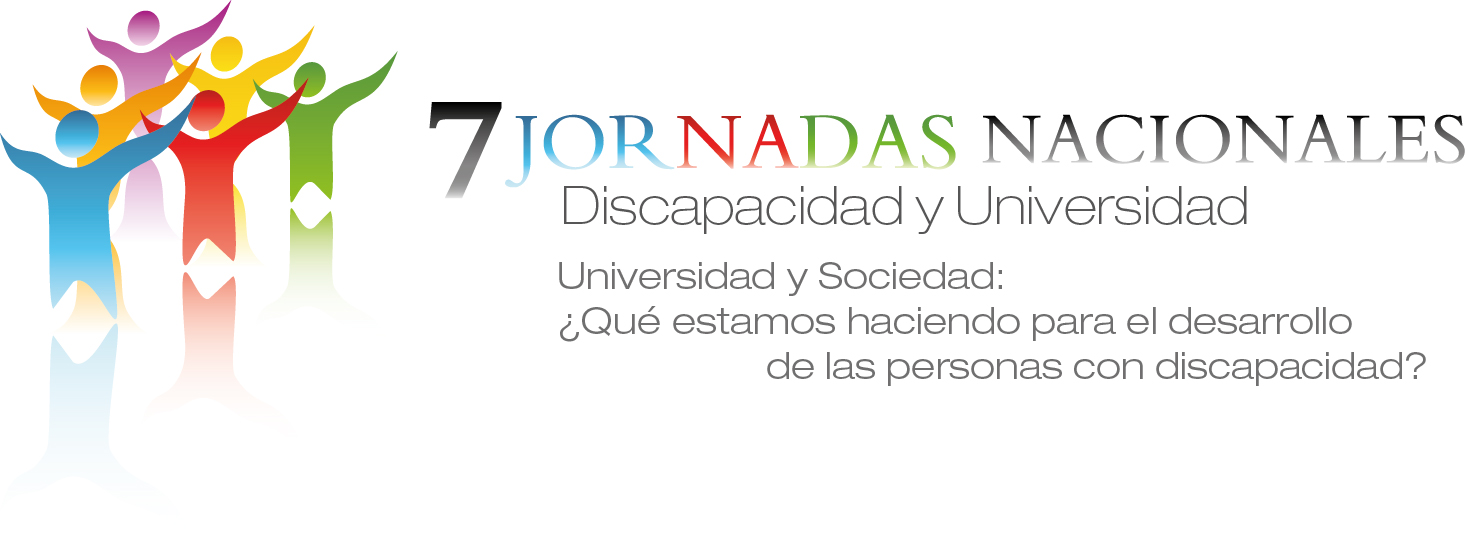 7 JORNADAS NACIONALES
Discapacidad y Universidad
Universidad y Sociedad:
¿Qué estamos haciendo para el desarrollo
de las personas con discapacidad?